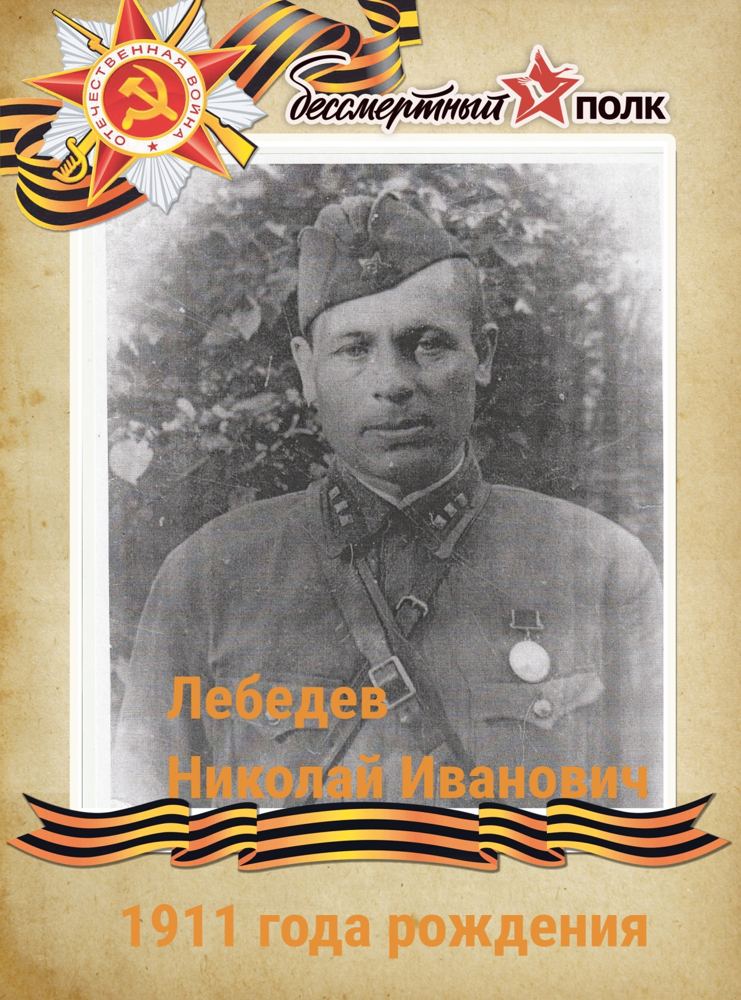 ОТЕЧЕСТВЕННАЯ ВОЙНА
бессмертный ПОЛК
Лебедев
Николай Иванович
1911 года рождения